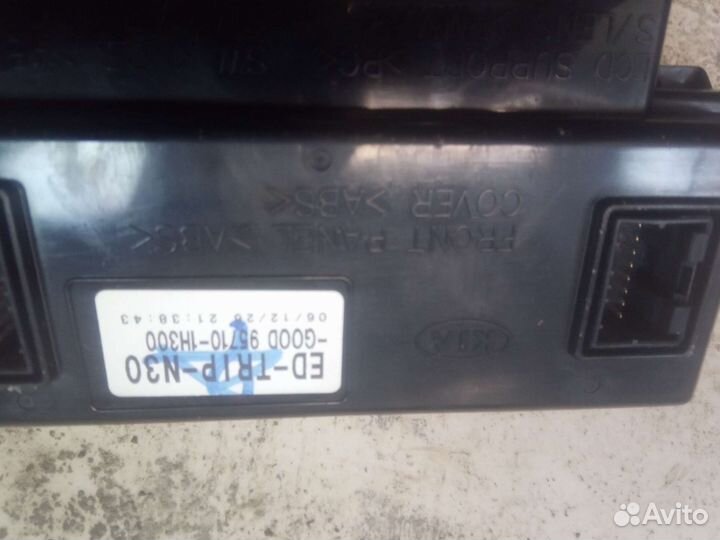 ED-TRIP-N30
-GOOD 95710-1H300
06/12/26 21:38:43
KIA
COVER >ABS<
FRONT PANEL >ABS<
LCD SUPPORT >PC<
Avito